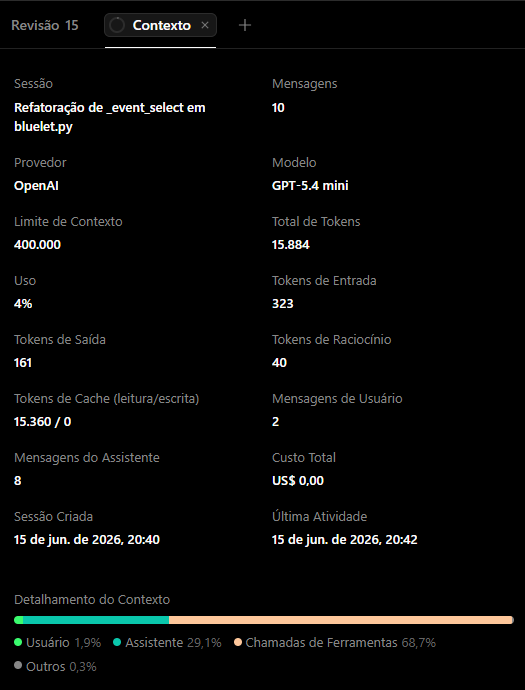 Revisão 15
Contexto
Sessão
Refatoração de _event_select em
bluelet.py
Mensagens
10
Provedor
OpenAI
Modelo
GPT-5.4 mini
Limite de Contexto
400.000
Total de Tokens
15.884
Uso
4%
Tokens de Entrada
323
Tokens de Saída
161
Tokens de Raciocínio
40
Tokens de Cache (leitura/escrita)
15.360 / 0
Mensagens de Usuário
2
Mensagens do Assistente
8
Custo Total
US$ 0,00
Sessão Criada
15 de jun. de 2026, 20:40
Última Atividade
15 de jun. de 2026, 20:42
Detalhamento do Contexto
Usuário 1,9% Assistente 29,1% Chamadas de Ferramentas 68,7%
Outros 0,3%